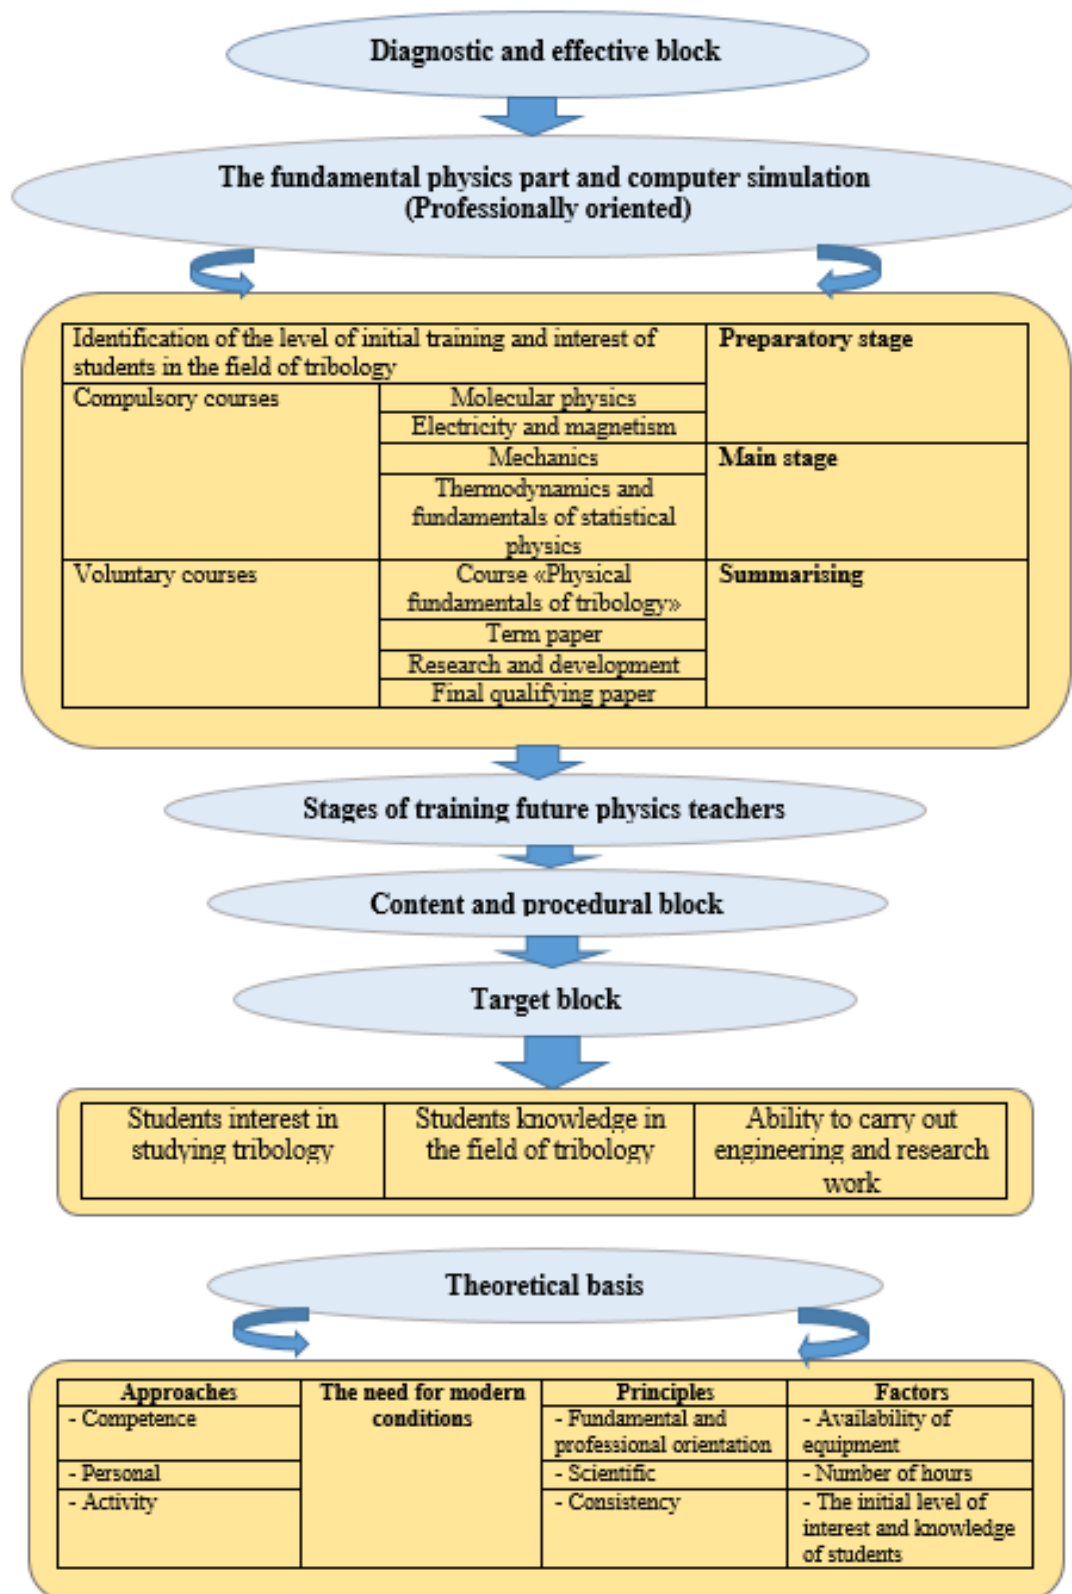 Diagnostic and effective block
The fundamental physics part and computer simulation
(Professionally oriented)
Identification of the level of initial training and interest of
students in the field of tribology
Preparatory stage
Compulsory courses
Molecular physics
Electricity and magnetism
Mechanics
Main stage
Thermodynamics and
fundamentals of statistical
physics
Voluntary courses
Course «Physical
fundamentals of tribology»
Summarising
Term paper
Research and development
Final qualifying paper
Stages of training future physics teachers
Content and procedural block
Target block
Students interest in
studying tribology
Students knowledge in
the field of tribology
Ability to carry out
engineering and research
work
Theoretical basis
Approaches
The need for modern
conditions
Principles
Factors
- Competence
- Fundamental and
professional orientation
- Availability of
equipment
- Personal
- Scientific
- Number of hours
- Activity
- Consistency
- The initial level of
interest and knowledge
of students